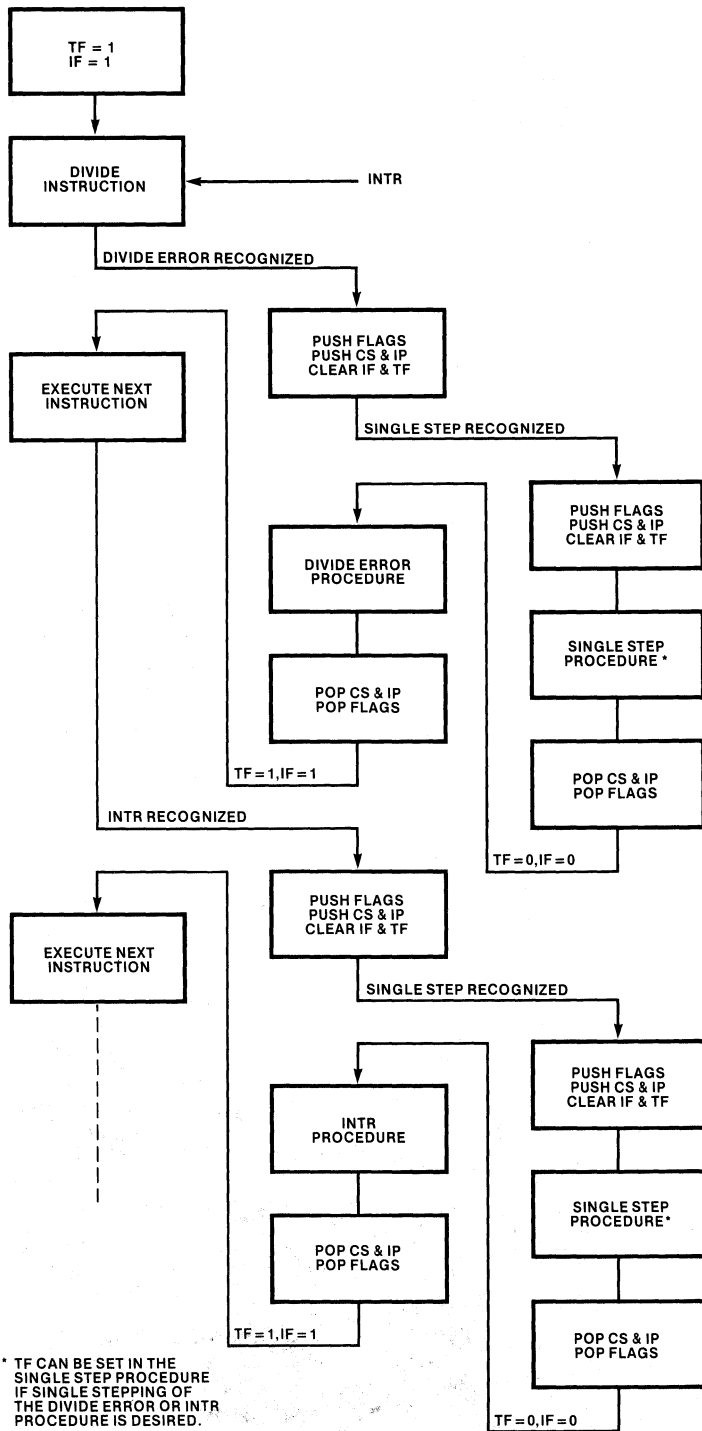 TF = 1
IF = 1
DIVIDE
INSTRUCTION
INTR
DIVIDE ERROR RECOGNIZED
PUSH FLAGS
PUSH CS & IP
CLEAR IF & TF
EXECUTE NEXT
INSTRUCTION
SINGLE STEP RECOGNIZED
PUSH FLAGS
PUSH CS & IP
CLEAR IF & TF
DIVIDE ERROR
PROCEDURE
SINGLE STEP
PROCEDURE *
POP CS & IP
POP FLAGS
POP CS & IP
POP FLAGS
TF = 1, IF = 1
INTR RECOGNIZED
TF = 0, IF = 0
PUSH FLAGS
PUSH CS & IP
CLEAR IF & TF
EXECUTE NEXT
INSTRUCTION
SINGLE STEP RECOGNIZED
PUSH FLAGS
PUSH CS & IP
CLEAR IF & TF
INTR
PROCEDURE
SINGLE STEP
PROCEDURE*
POP CS & IP
POP FLAGS
TF = 1, IF = 1
POP CS & IP
POP FLAGS
* TF CAN BE SET IN THE
SINGLE STEP PROCEDURE
IF SINGLE STEPPING OF
THE DIVIDE ERROR OR INTR
PROCEDURE IS DESIRED.
TF = 0, IF = 0